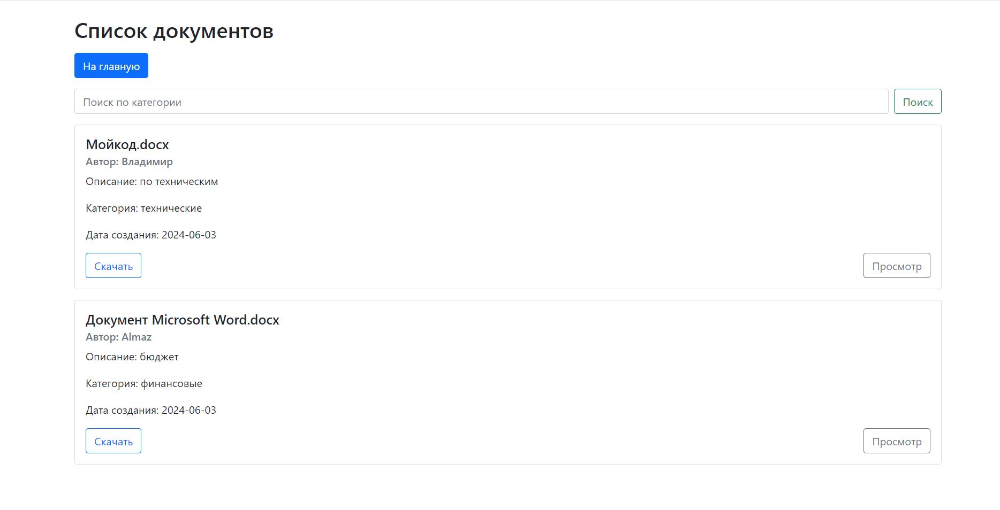 Список документов
На главную
Поиск по категории
Поиск
Мойкод.docx
Автор: Владимир
Описание: по техническим
Категория: технические
Дата создания: 2024-06-03
Скачать
Просмотр
Документ Microsoft Word.docx
Автор: Almaz
Описание: бюджет
Категория: финансовые
Дата создания: 2024-06-03
Скачать
Просмотр